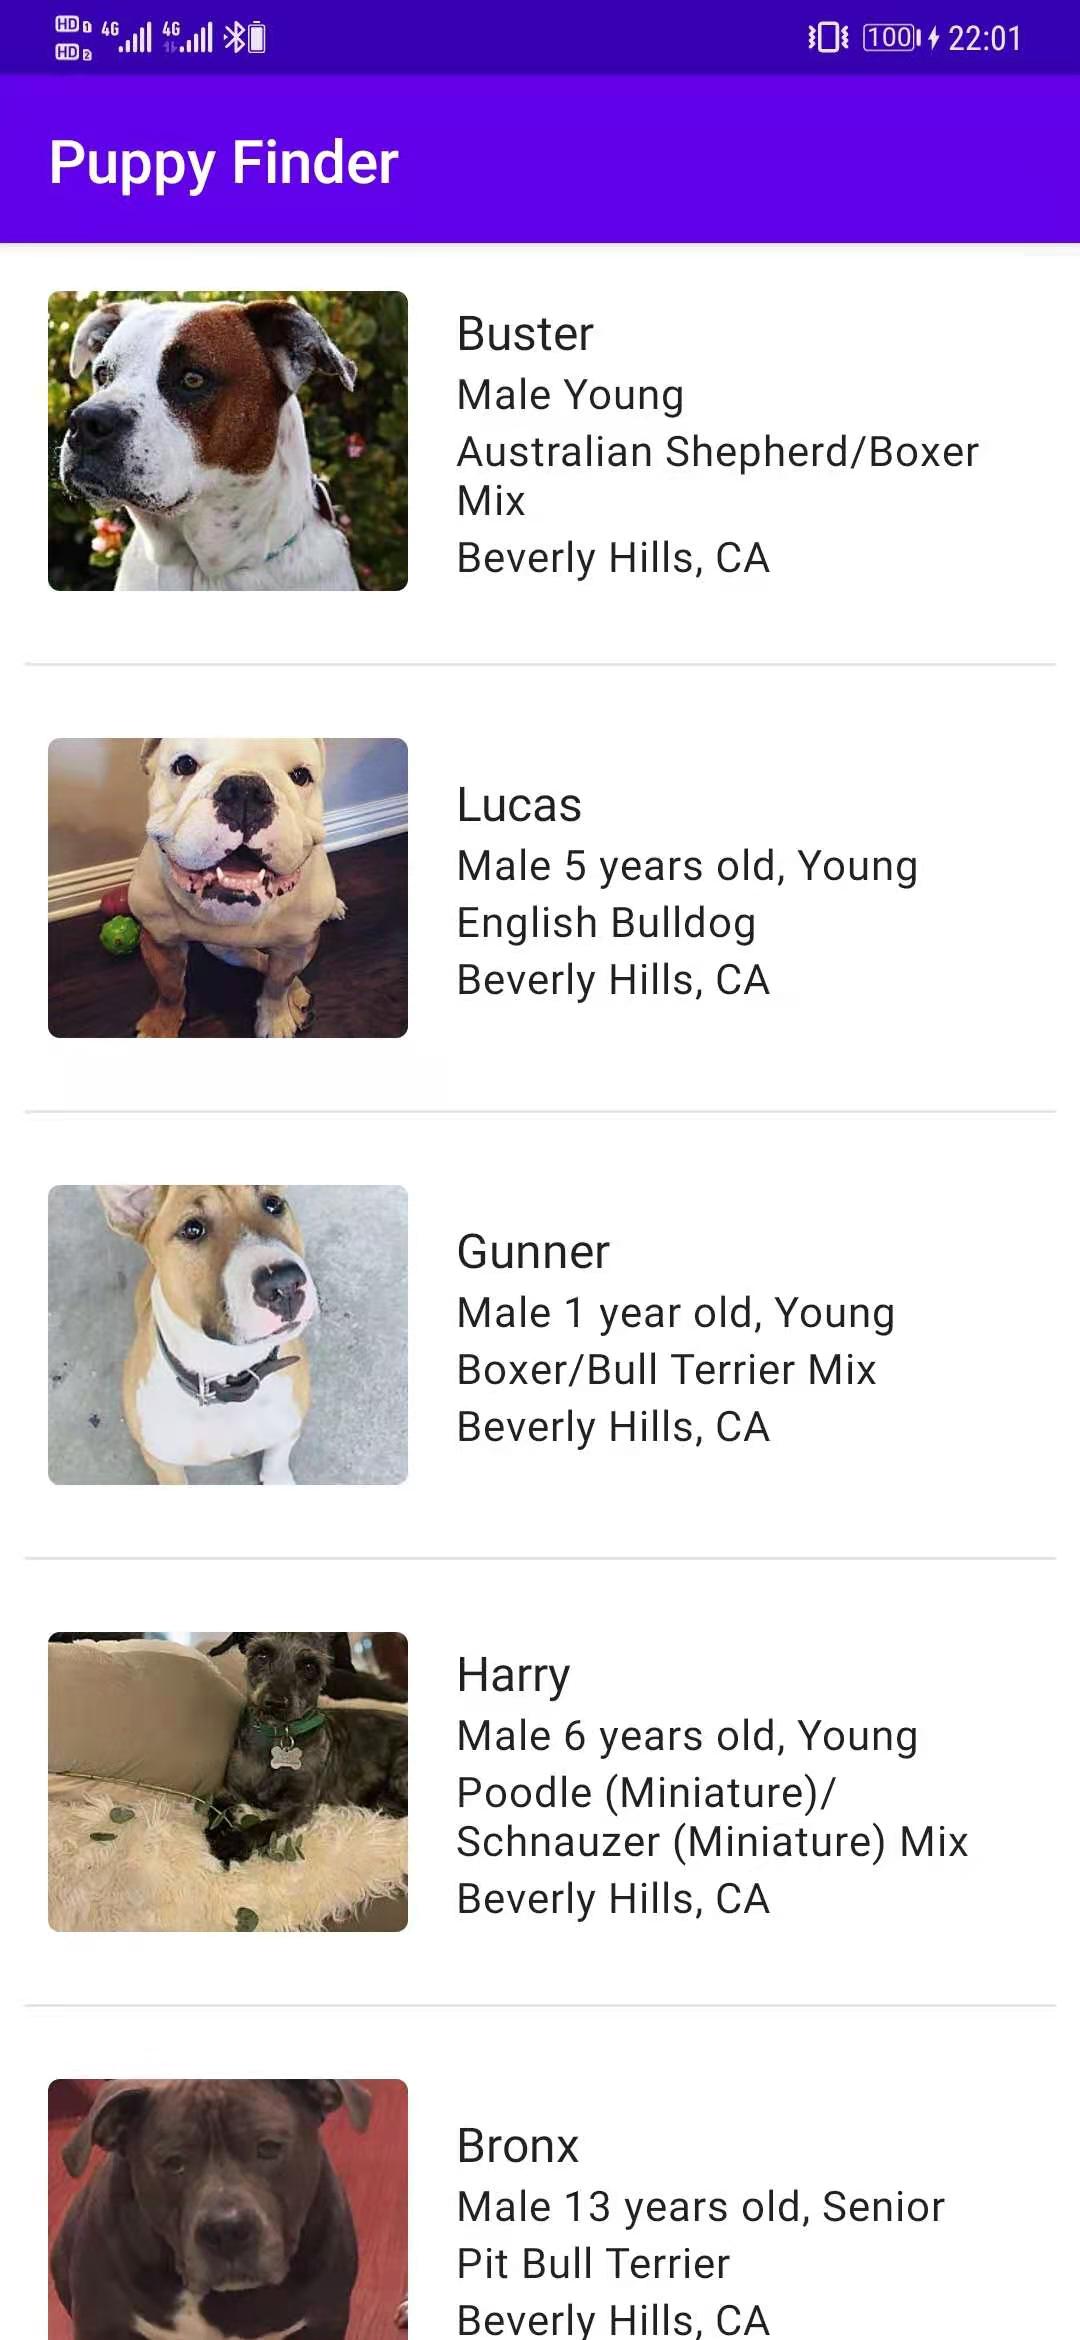 HD 1 4G 4G
HD 2
100 22:01
Puppy Finder
Buster
Male Young
Australian Shepherd/Boxer
Mix
Beverly Hills, CA
Lucas
Male 5 years old, Young
English Bulldog
Beverly Hills, CA
Gunner
Male 1 year old, Young
Boxer/Bull Terrier Mix
Beverly Hills, CA
Harry
Male 6 years old, Young
Poodle (Miniature)/
Schnauzer (Miniature) Mix
Beverly Hills, CA
Bronx
Male 13 years old, Senior
Pit Bull Terrier
Beverly Hills, CA